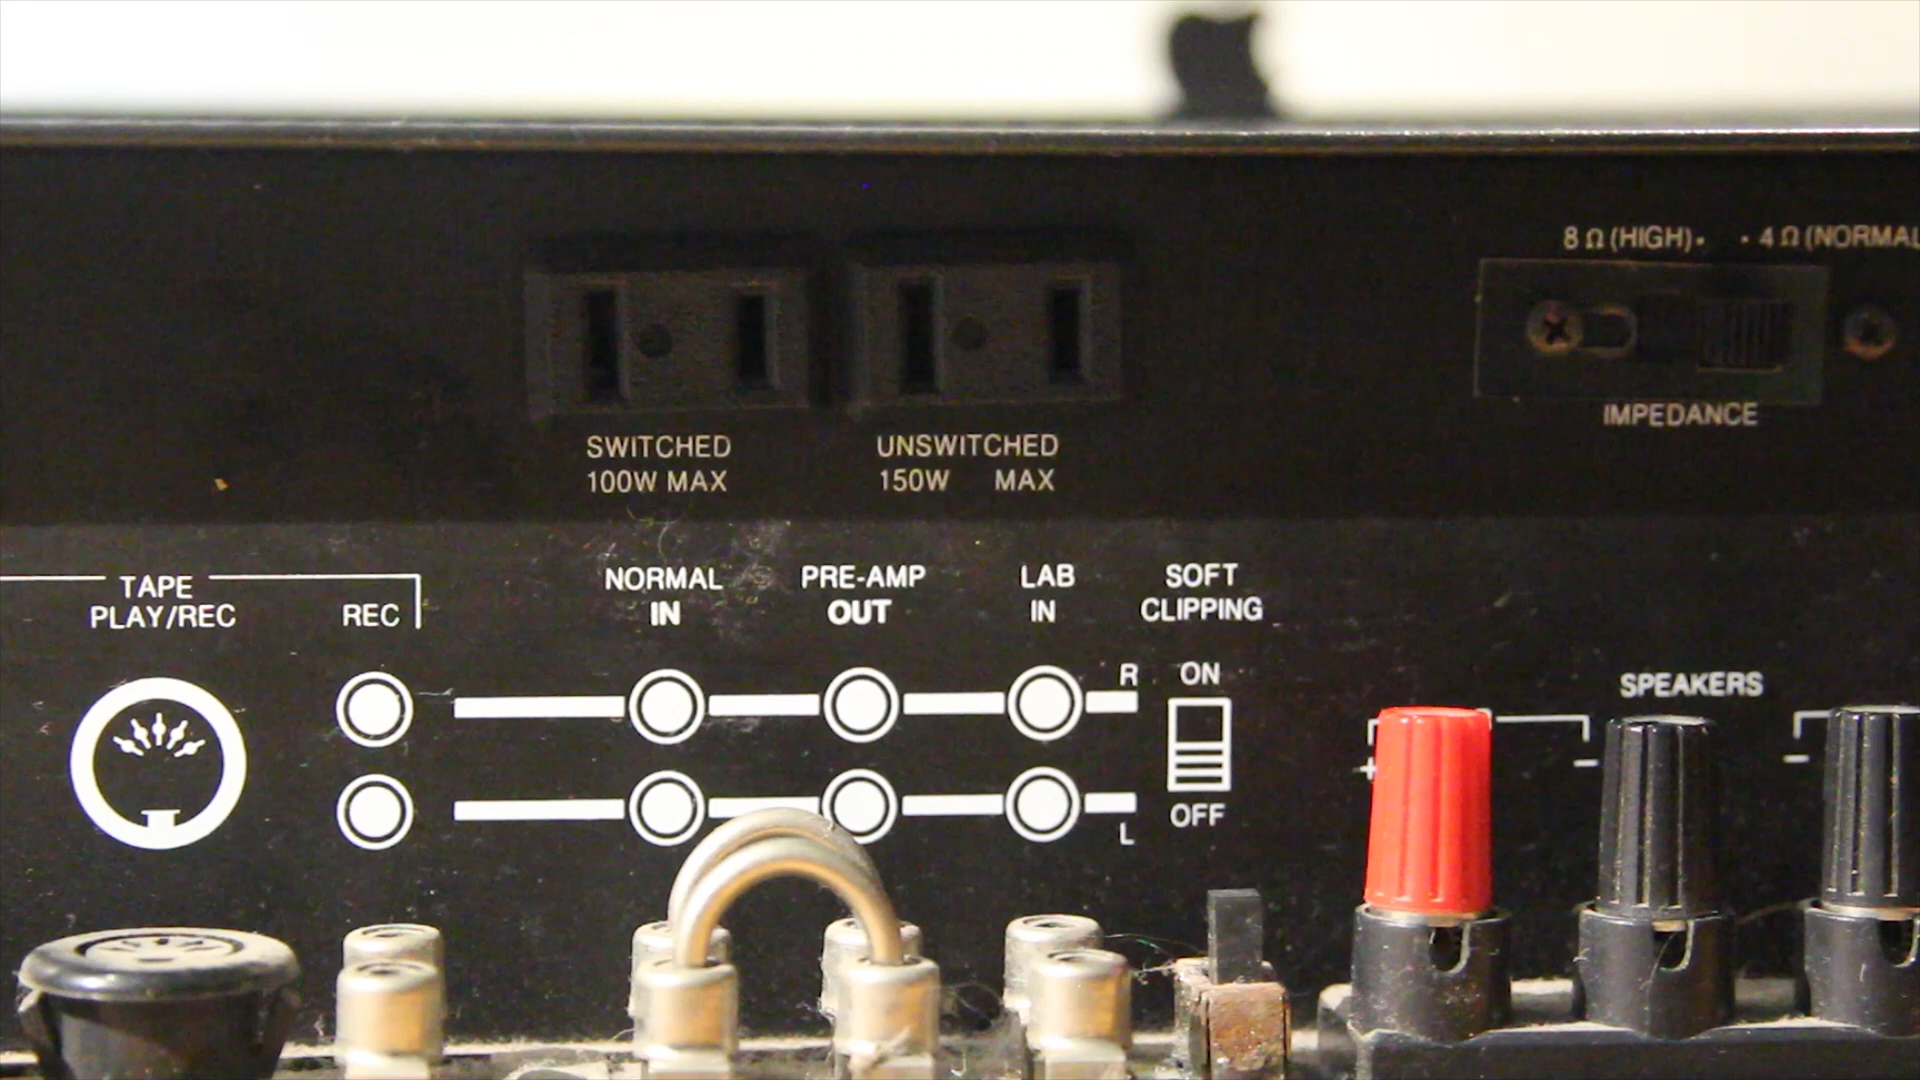 8 Ω (HIGH) • • 4 Ω (NORMAL
IMPEDANCE
SWITCHED
100W MAX
UNSWITCHED
150W MAX
TAPE
PLAY/REC
REC
NORMAL
IN
PRE-AMP
OUT
LAB
IN
SOFT
CLIPPING
R
ON
OFF
L
SPEAKERS
+
−
−